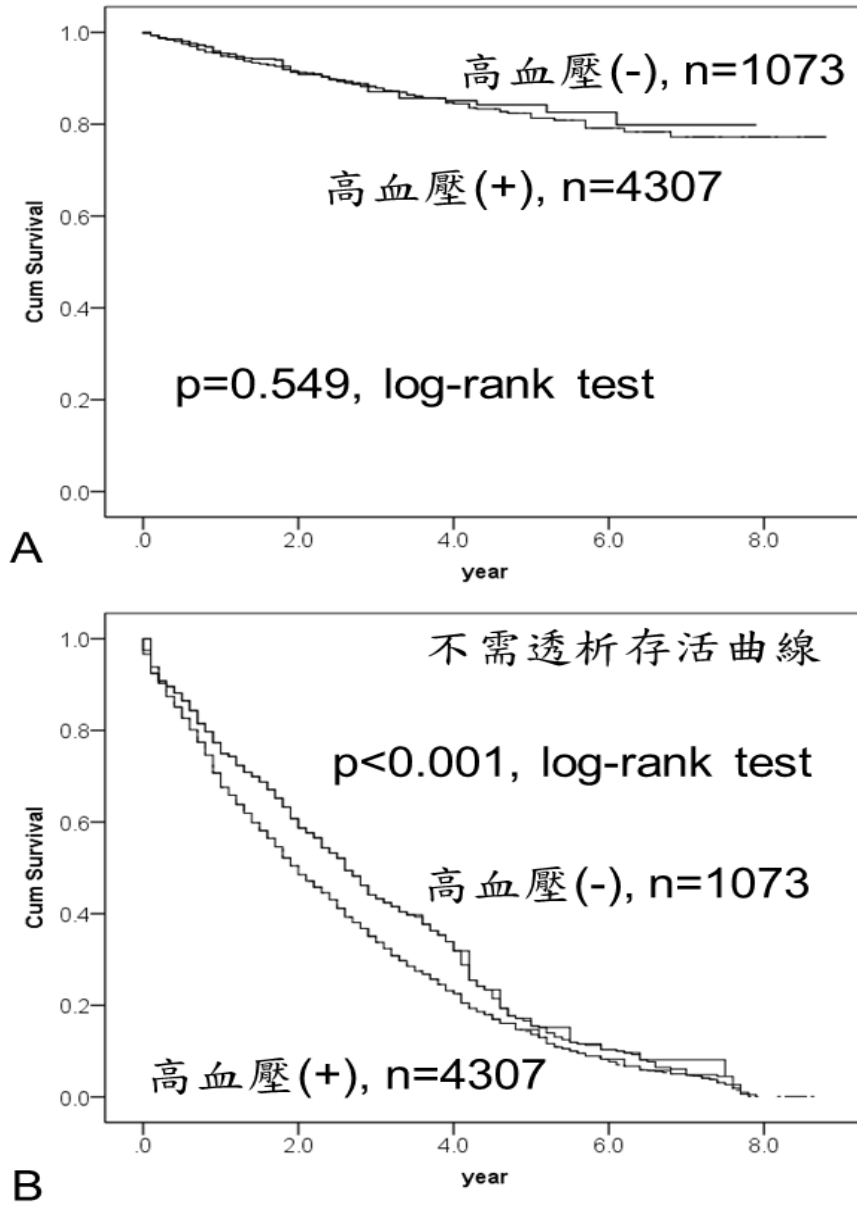 1.0
高血壓(-), n=1073
0.8
高血壓(+), n=4307
0.6
Cum Survival
0.4
p=0.549, log-rank test
0.2
0.0
.0 2.0 4.0 6.0 8.0
A
year
1.0
不需透析存活曲線
0.8
p<0.001, log-rank test
0.6
Cum Survival
高血壓(-), n=1073
0.4
0.2
高血壓(+), n=4307
0.0
.0 2.0 4.0 6.0 8.0
year
B